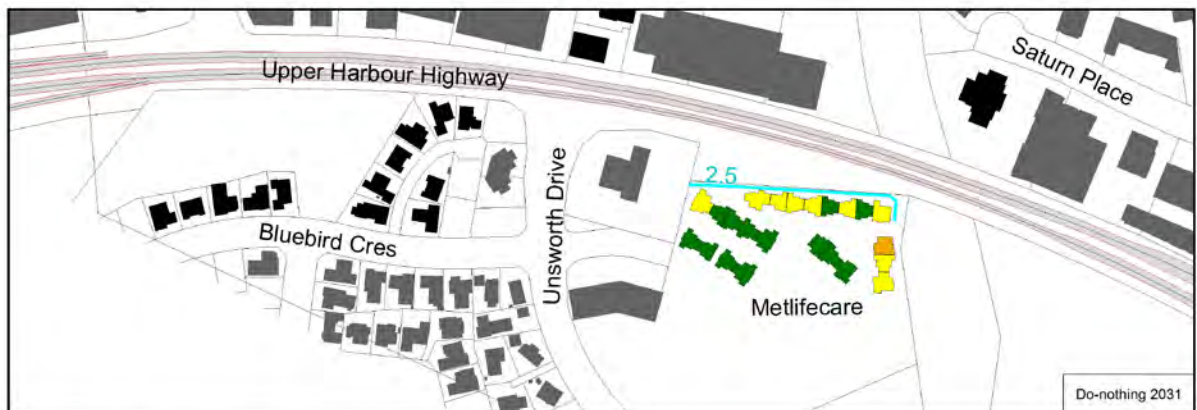 Upper Harbour Highway
Saturn Place
2.5
Unsworth Drive
Bluebird Cres
Metlifecare
Do-nothing 2031